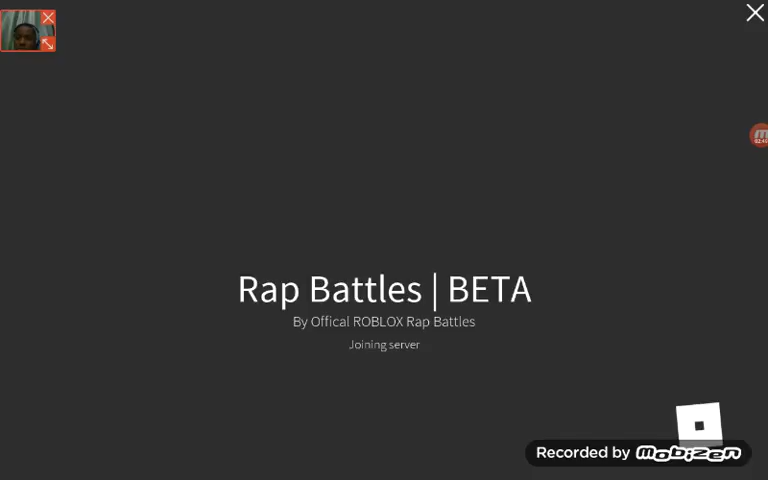 Rap Battles | BETA
By Offical ROBLOX Rap Battles
Joining server
Recorded by mobizen